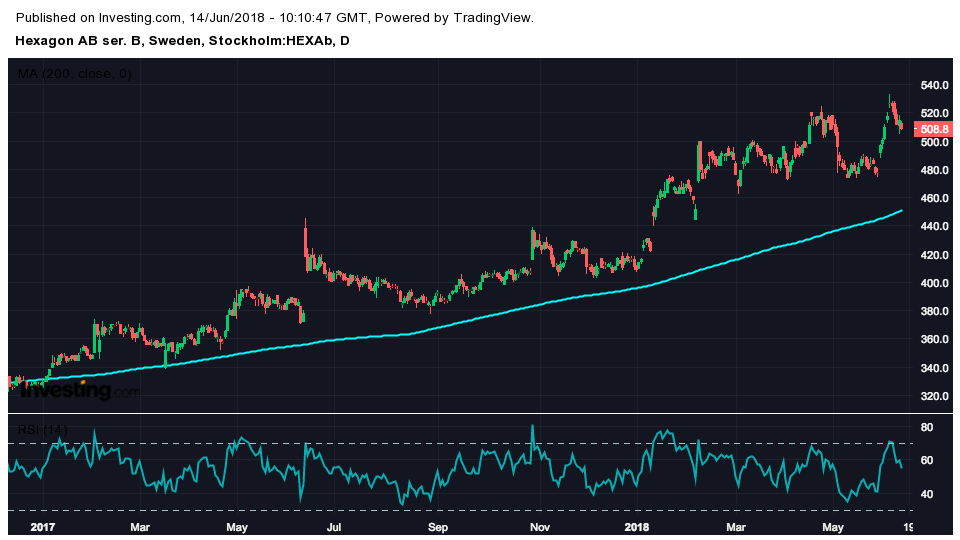 Published on Investing.com, 14/Jun/2018 - 10:10:47 GMT, Powered by TradingView.
Hexagon AB ser. B, Sweden, Stockholm:HEXAb, D
MA (200, close, 0)
540.0
520.0
508.8
500.0
480.0
460.0
440.0
420.0
400.0
380.0
360.0
340.0
320.0
Investing.com
RSI (14)
80
60
40
2017 Mar May Jul Sep Nov 2018 Mar May 19